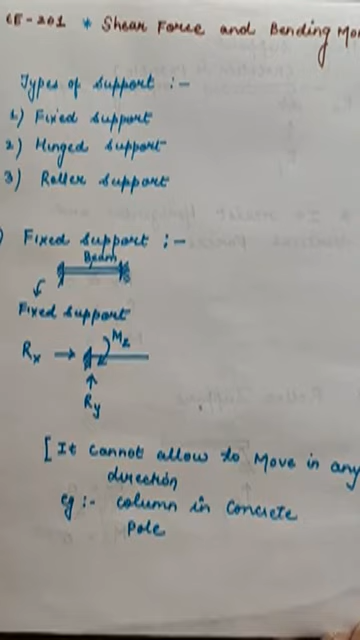 CE-201 * Shear Force and Bending Mo
Types of Support :-
1) Fixed Support
2) Hinged Support
3) Roller Support
) Fixed Support :-
Beam
Fixed Support
Mz
Rx
Ry
[It cannot allow to Move in any
direction
eg :- column in concrete
Pole